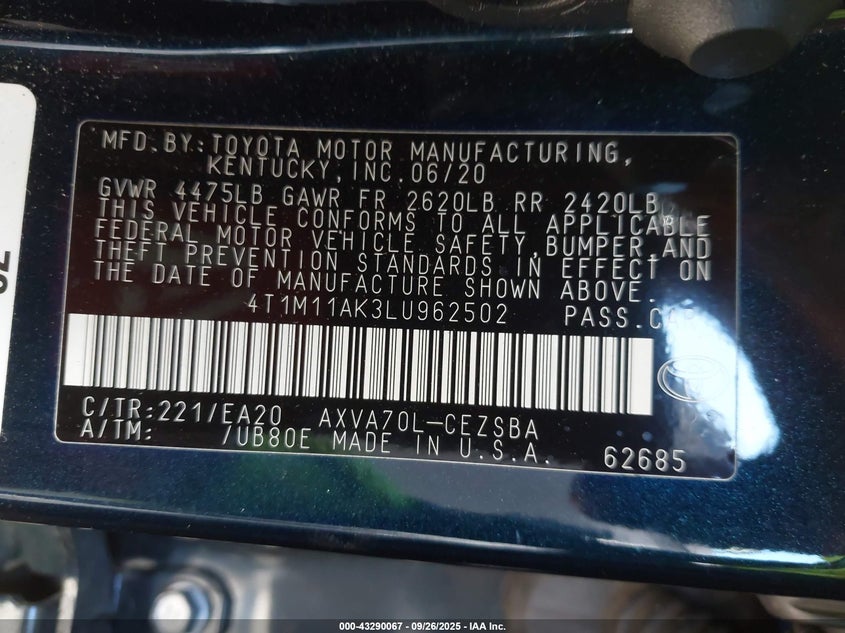 MFD. BY: TOYOTA MOTOR MANUFACTURING,
KENTUCKY, INC. 06/20
GVWR 4475LB GAWR FR 2620LB RR 2420LB
THIS VEHICLE CONFORMS TO ALL APPLICABLE
FEDERAL MOTOR VEHICLE SAFETY, BUMPER, AND
THEFT PREVENTION STANDARDS IN EFFECT ON
THE DATE OF MANUFACTURE SHOWN ABOVE.
4T1M11AK3LU962502 PASS. CAR
C/TR: 221/EA20 AXVA70L-CEZSBA
A/TM: /UB80E MADE IN U.S.A. 62685
000-43290067 - 09/26/2025 - IAA Inc.